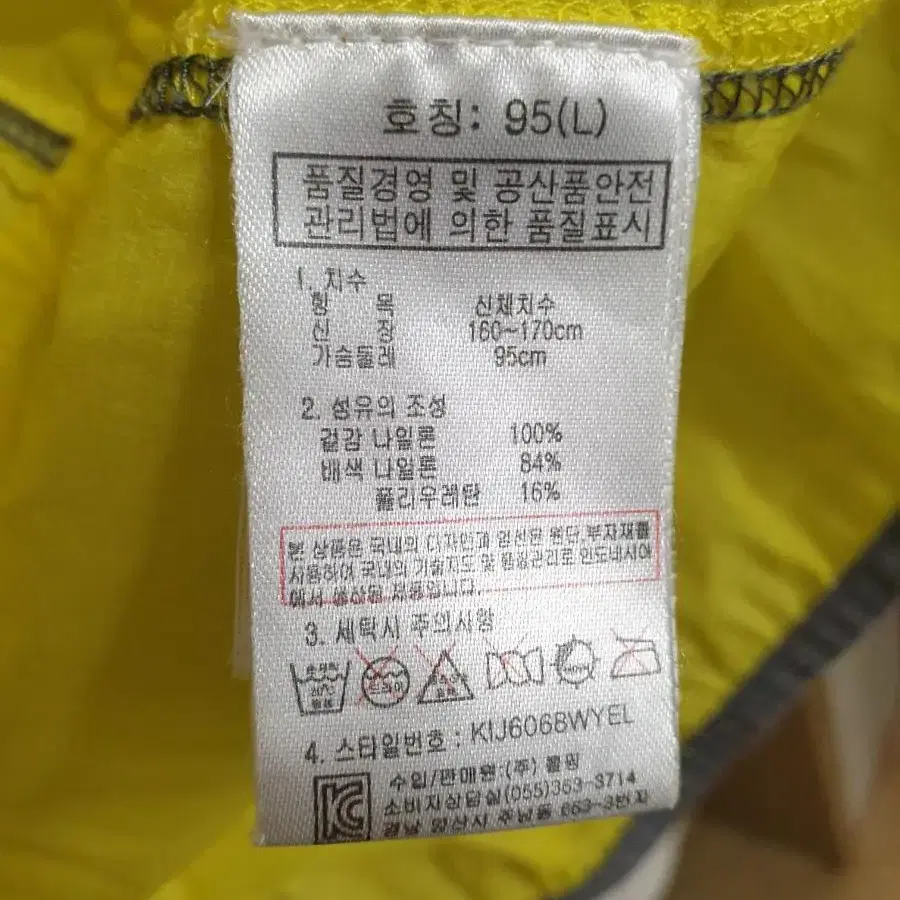 호칭: 95(L)
품질경영 및 공산품안전
관리법에 의한 품질표시
1. 치수
항 목 신체치수
신 장 160~170cm
가슴둘레 95cm
2. 섬유의 조성
겉감 나일론 100%
배색 나일론 84%
폴리우레탄 16%
본 상품은 국내의 디자인과 엄선된 원단,부자재를
사용하여 국내의 기술지도 및 품질관리로 인도네시아
에서 생산된 제품입니다.
3. 세탁시 주의사항
드라이
4. 스타일번호 : KIJ6068WYEL
수입/판매원:(주)
소비자상담실(055)363-3714
경남 양산시 주남동 663-3번지